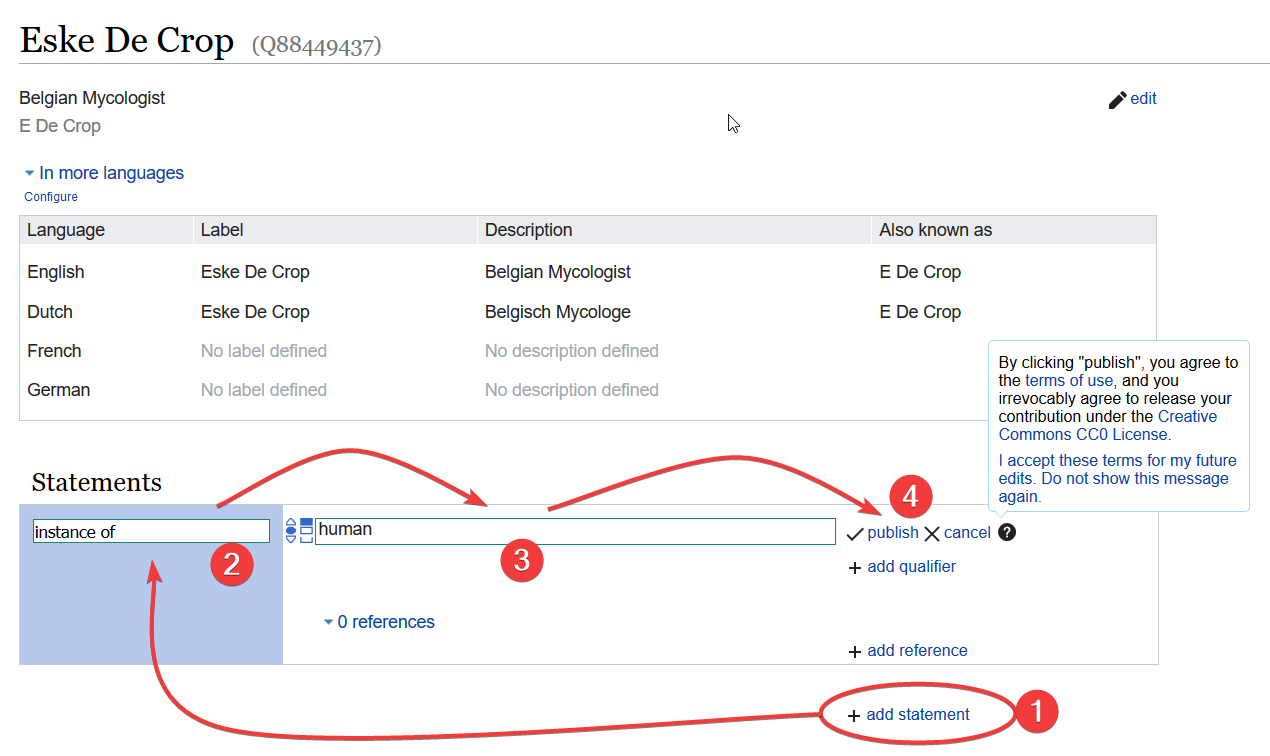 Eske De Crop (Q88449437)
Belgian Mycologist
edit
E De Crop
In more languages
Configure
Language Label Description Also known as
English Eske De Crop Belgian Mycologist E De Crop
Dutch Eske De Crop Belgisch Mycologe E De Crop
French No label defined No description defined
German No label defined No description defined
By clicking "publish", you agree to
the terms of use, and you
irrevocably agree to release your
contribution under the Creative
Commons CC0 License.
I accept these terms for my future
edits. Do not show this message
again.
Statements
4
instance of human publish cancel ?
2 3
+ add qualifier
0 references
+ add reference
+ add statement 1